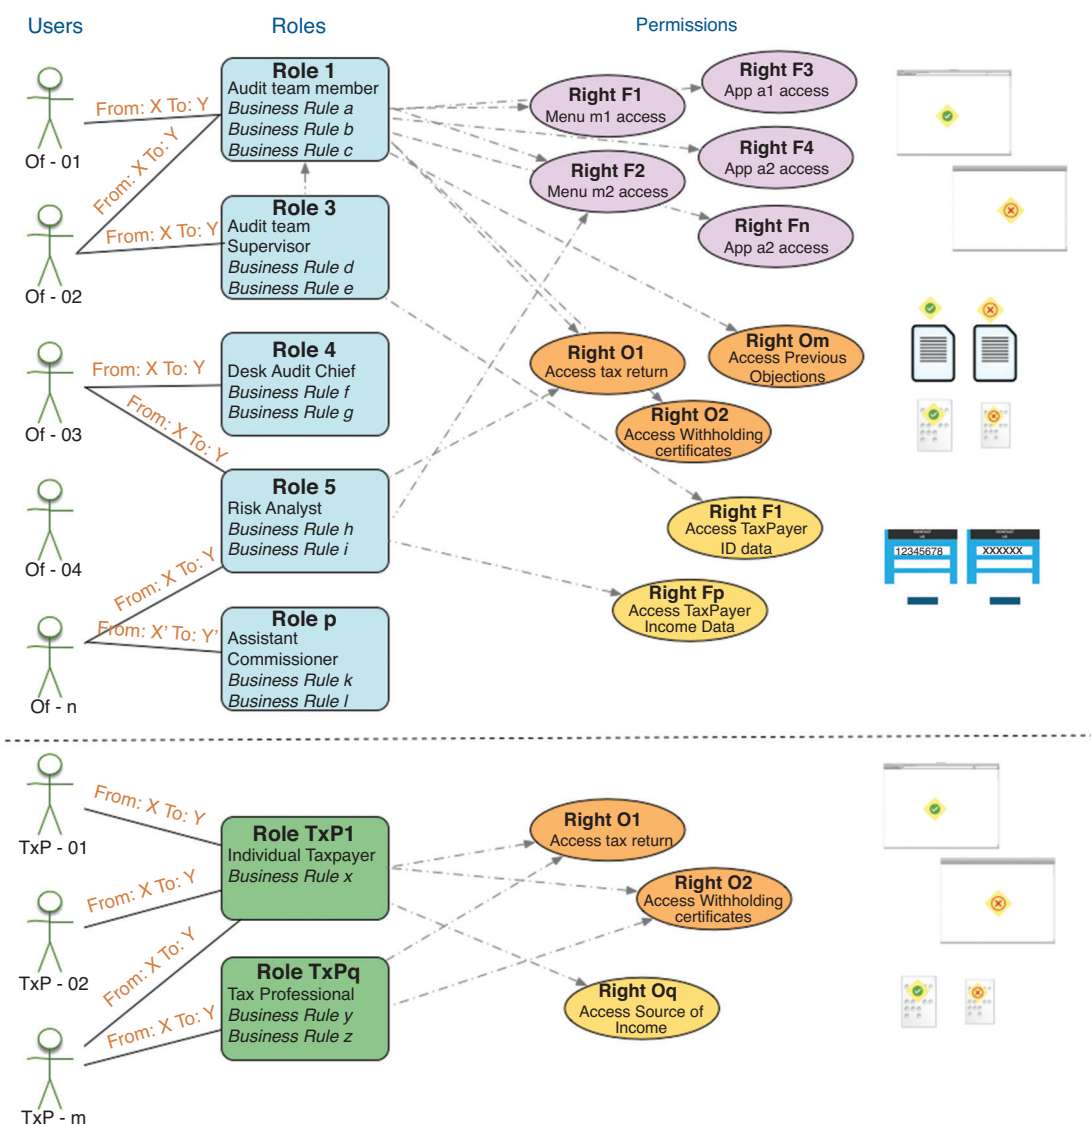 Users
Roles
Permissions
From: X To: Y
From: X To: Y
Of - 01
Role 1
Audit team member
Business Rule a
Business Rule b
Business Rule c
Right F1
Menu m1 access
Right F3
App a1 access
Right F4
App a2 access
Right F2
Menu m2 access
Right Fn
App a2 access
From: X To: Y
Of - 02
Role 3
Audit team
Supervisor
Business Rule d
Business Rule e
From: X To: Y
From: X To: Y
Of - 03
Role 4
Desk Audit Chief
Business Rule f
Business Rule g
Right O1
Access tax return
Right Om
Access Previous
Objections
Right O2
Access Withholding
certificates
Of - 04
Role 5
Risk Analyst
Business Rule h
Business Rule i
Right F1
Access TaxPayer
ID data
12345678
XXXXXX
From: X To: Y
From: X' To: Y'
Of - n
Role p
Assistant
Commissioner
Business Rule k
Business Rule l
Right Fp
Access TaxPayer
Income Data
From: X To: Y
TxP - 01
Role TxP1
Individual Taxpayer
Business Rule x
Right O1
Access tax return
Right O2
Access Withholding
certificates
From: X To: Y
TxP - 02
From: X To: Y
From: X To: Y
TxP - m
Role TxPq
Tax Professional
Business Rule y
Business Rule z
Right Oq
Access Source of
Income